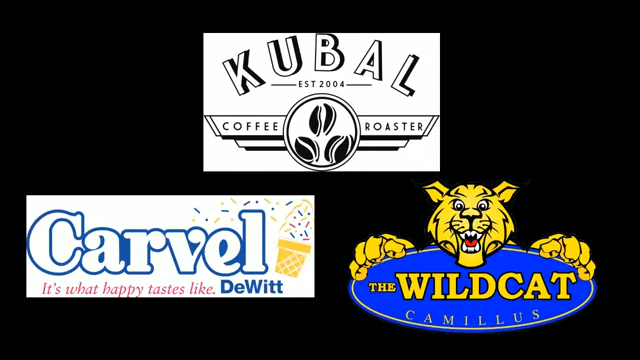 KUBAL
EST 2004
COFFEE ROASTER
Carvel
It's what happy tastes like. DeWitt
THE WILDCAT
CAMILLUS